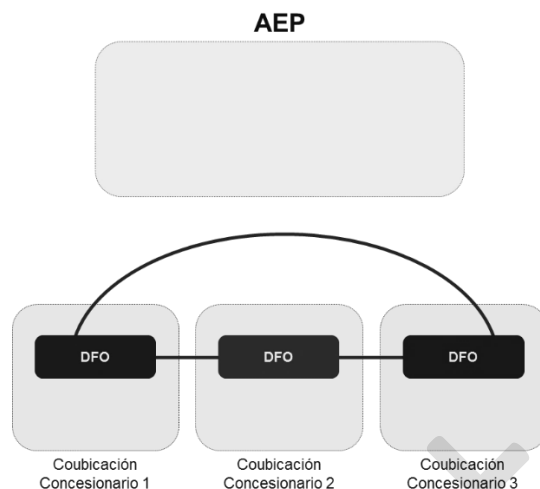 AEP
DFO
DFO
DFO
Coubicación
Concesionario 1
Coubicación
Concesionario 2
Coubicación
Concesionario 3